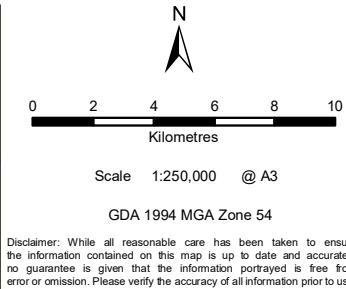 N
0 2 4 6 8 10
Kilometres
Scale 1:250,000 @ A3
GDA 1994 MGA Zone 54
Disclaimer: While all reasonable care has been taken to ensu
the information contained on this map is up to date and accurate
no guarantee is given that the information portrayed is free fro
error or omission. Please verify the accuracy of all information prior to us